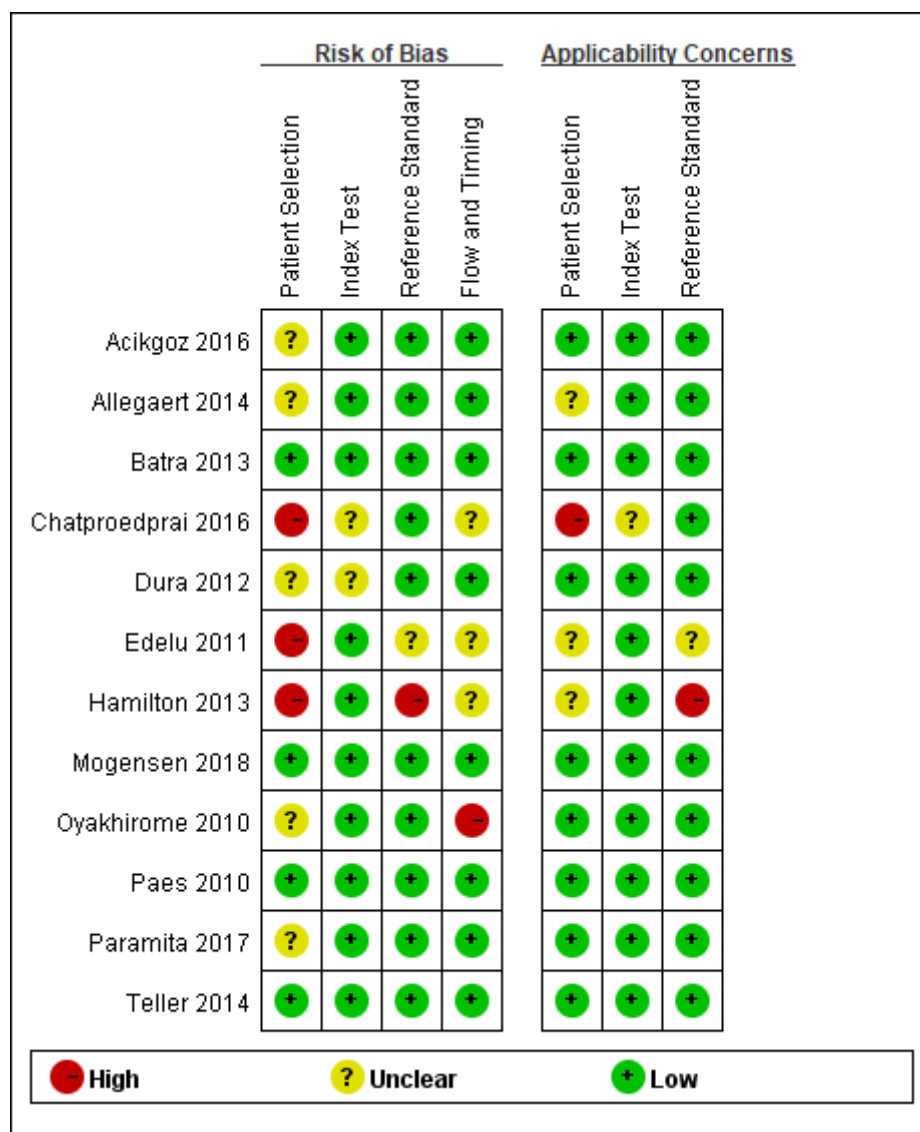 Risk of Bias Applicability Concerns
Patient Selection
Index Test
Reference Standard
Flow and Timing
Patient Selection
Index Test
Reference Standard
Acikgoz 2016 ? + + + + + +
Allegaert 2014 ? + + + ? + +
Batra 2013 + + + + + + +
Chatproedprai 2016 - ? + ? - ? +
Dura 2012 ? ? + + + + +
Edelu 2011 - + ? ? ? + ?
Hamilton 2013 - + - ? ? + -
Mogensen 2018 + + + + + + +
Oyakhirome 2010 ? + + - + + +
Paes 2010 + + + + + + +
Paramita 2017 ? + + + + + +
Teller 2014 + + + + + + +
- High ? Unclear + Low